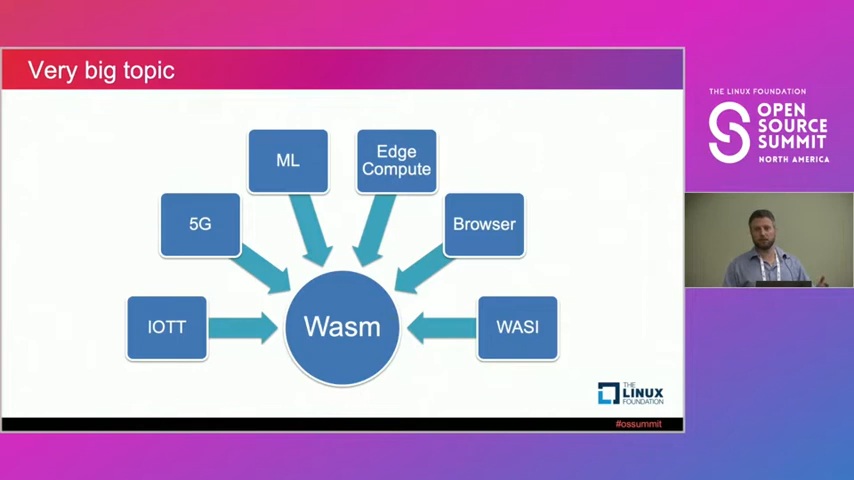 Very big topic
ML
Edge
Compute
5G
Browser
IOTT
Wasm
WASI
THE
LINUX
FOUNDATION
#ossummit
THE LINUX FOUNDATION
OPEN
SOURCE
SUMMIT
NORTH AMERICA